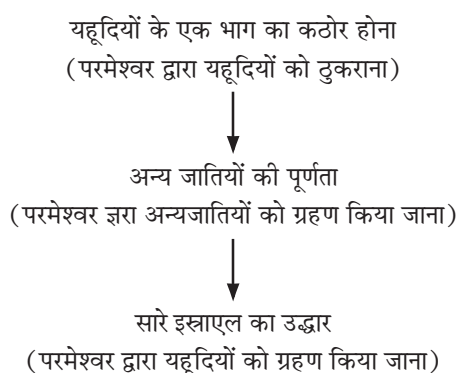 यहूदियों के एक भाग का कठोर होना
(परमेश्वर द्वारा यहूदियों को ठुकराना)
अन्य जातियों की पूर्णता
(परमेश्वर ज्ञरा अन्यजातियों को ग्रहण किया जाना)
सारे इस्राएल का उद्धार
(परमेश्वर द्वारा यहूदियों को ग्रहण किया जाना)